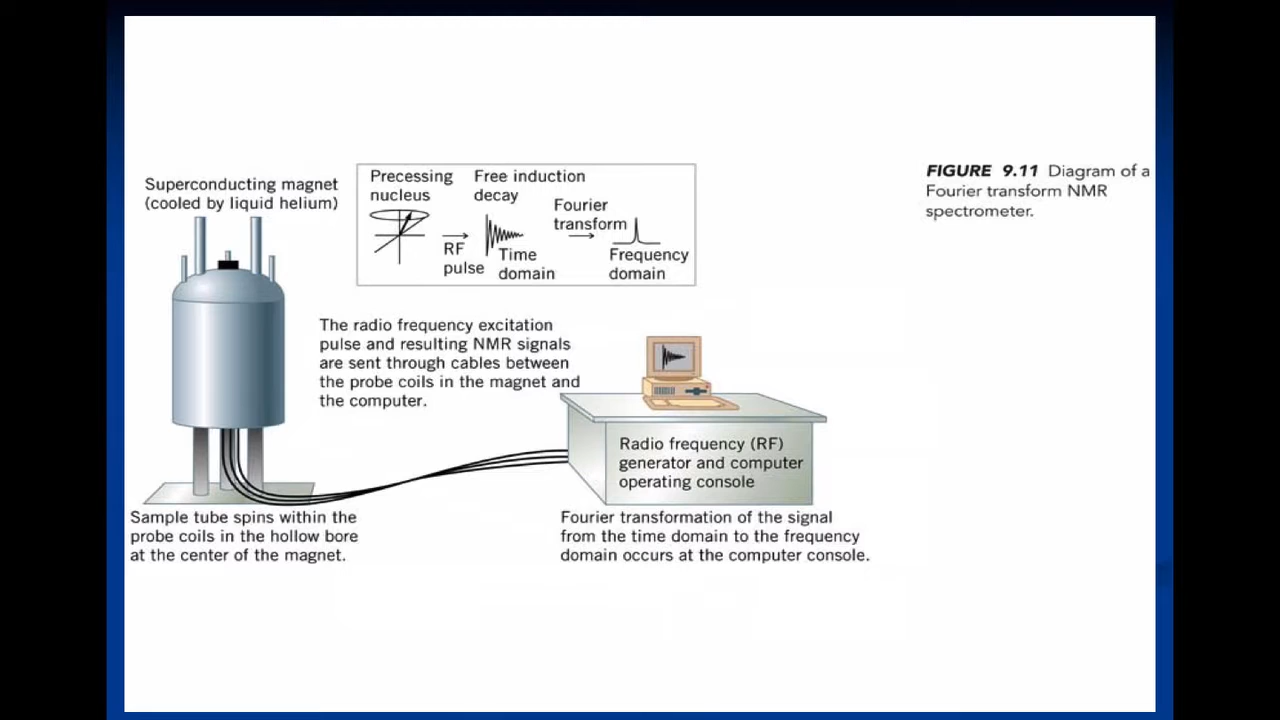 Superconducting magnet
(cooled by liquid helium)
Precessing
nucleus
RF
pulse
Free induction
decay
Time
domain
Fourier
transform
Frequency
domain
FIGURE 9.11 Diagram of a
Fourier transform NMR
spectrometer.
The radio frequency excitation
pulse and resulting NMR signals
are sent through cables between
the probe coils in the magnet and
the computer.
Radio frequency (RF)
generator and computer
operating console
Sample tube spins within the
probe coils in the hollow bore
at the center of the magnet.
Fourier transformation of the signal
from the time domain to the frequency
domain occurs at the computer console.